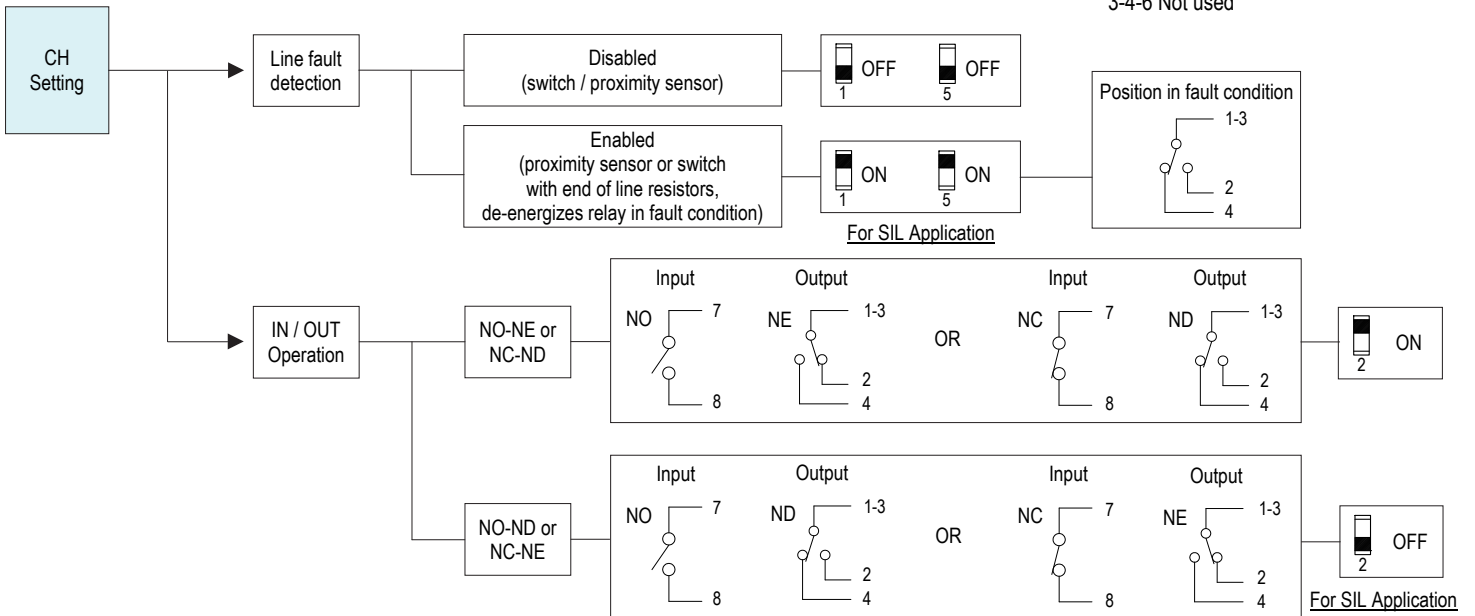 3-4-6 Not used
CH
Setting
Line fault
detection
Disabled
(switch / proximity sensor)
OFF
1
OFF
5
Enabled
(proximity sensor or switch
with end of line resistors,
de-energizes relay in fault condition)
ON
1
ON
5
For SIL Application
Position in fault condition
1-3
2
4
IN / OUT
Operation
NO-NE or
NC-ND
Input
NO
7
8
Output
NE
1-3
2
4
OR
Input
NC
7
8
Output
ND
1-3
2
4
ON
2
NO-ND or
NC-NE
Input
NO
7
8
Output
ND
1-3
2
4
OR
Input
NC
7
8
Output
NE
1-3
2
4
OFF
2
For SIL Application